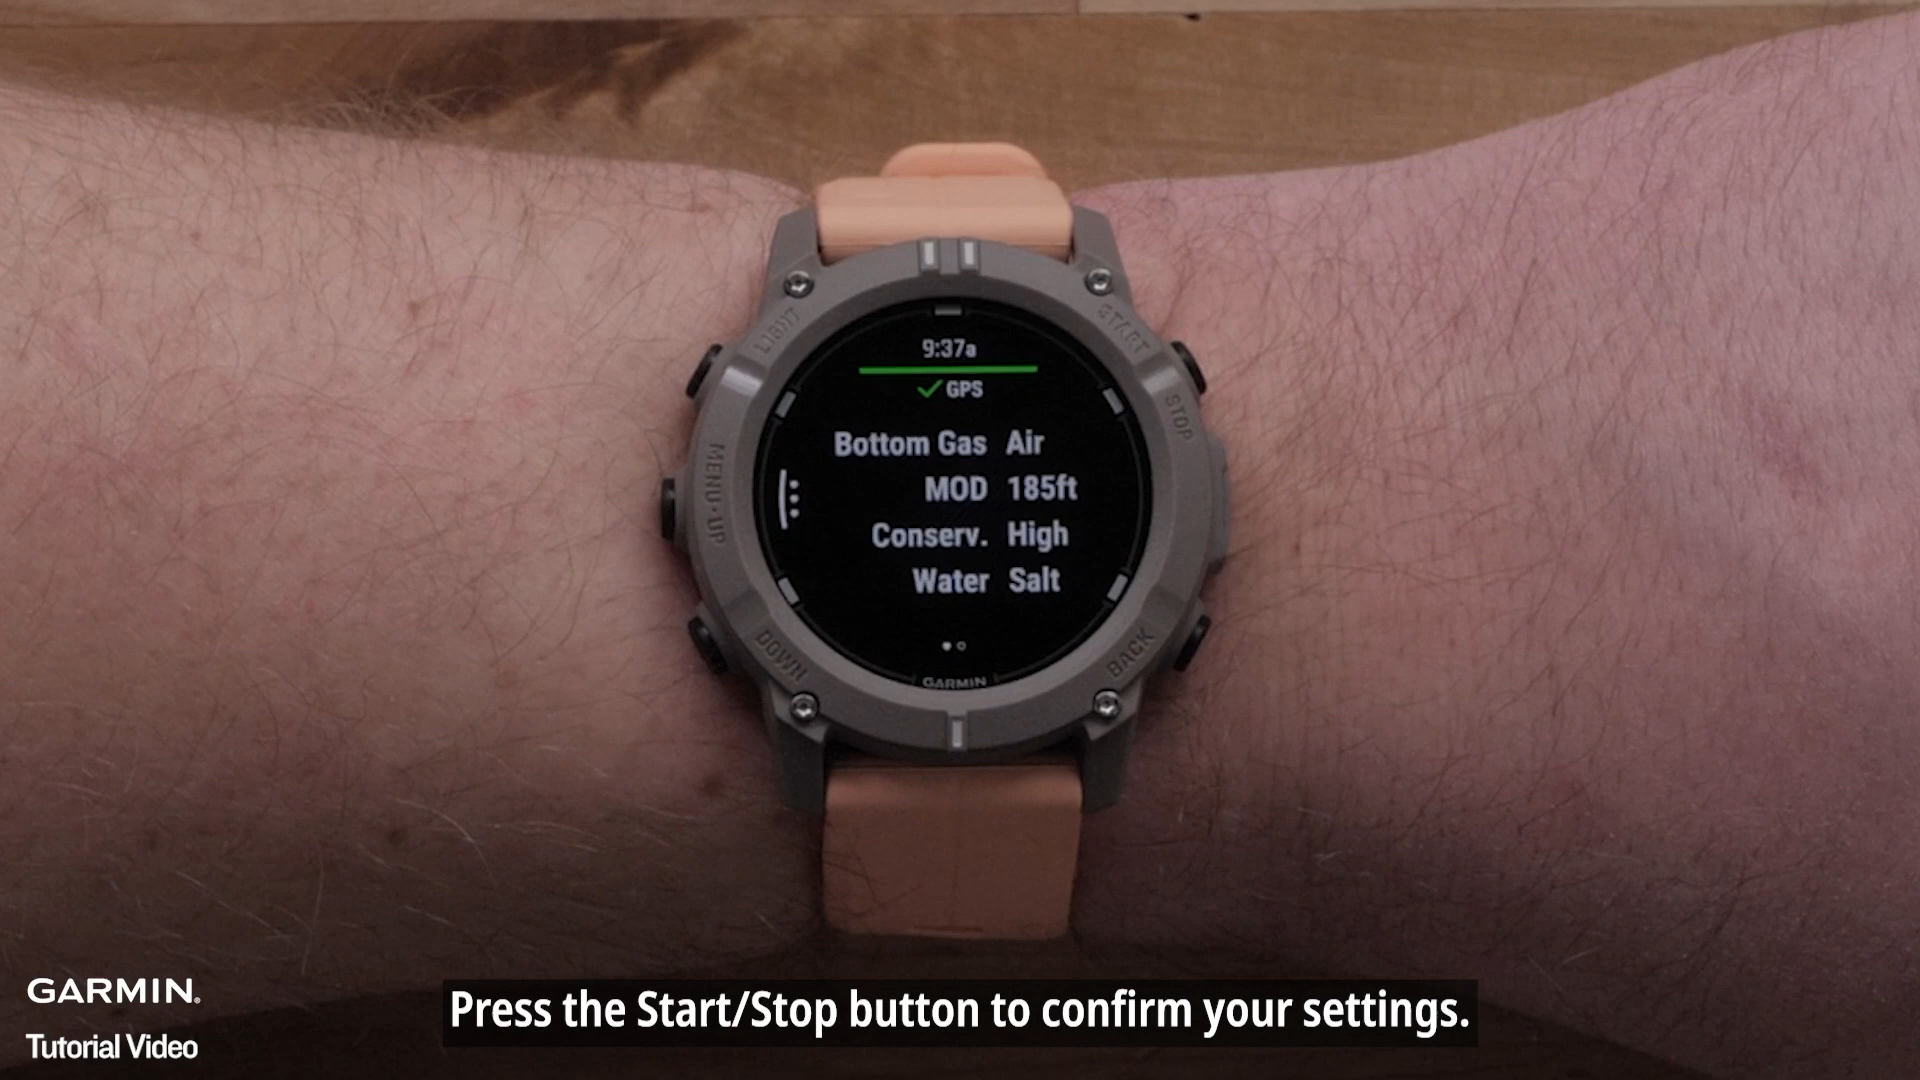 LIGHT
START
STOP
MENU·UP
DOWN
BACK
9:37a
GPS
Bottom Gas Air
MOD 185ft
Conserv. High
Water Salt
GARMIN
GARMIN®
Tutorial Video
Press the Start/Stop button to confirm your settings.